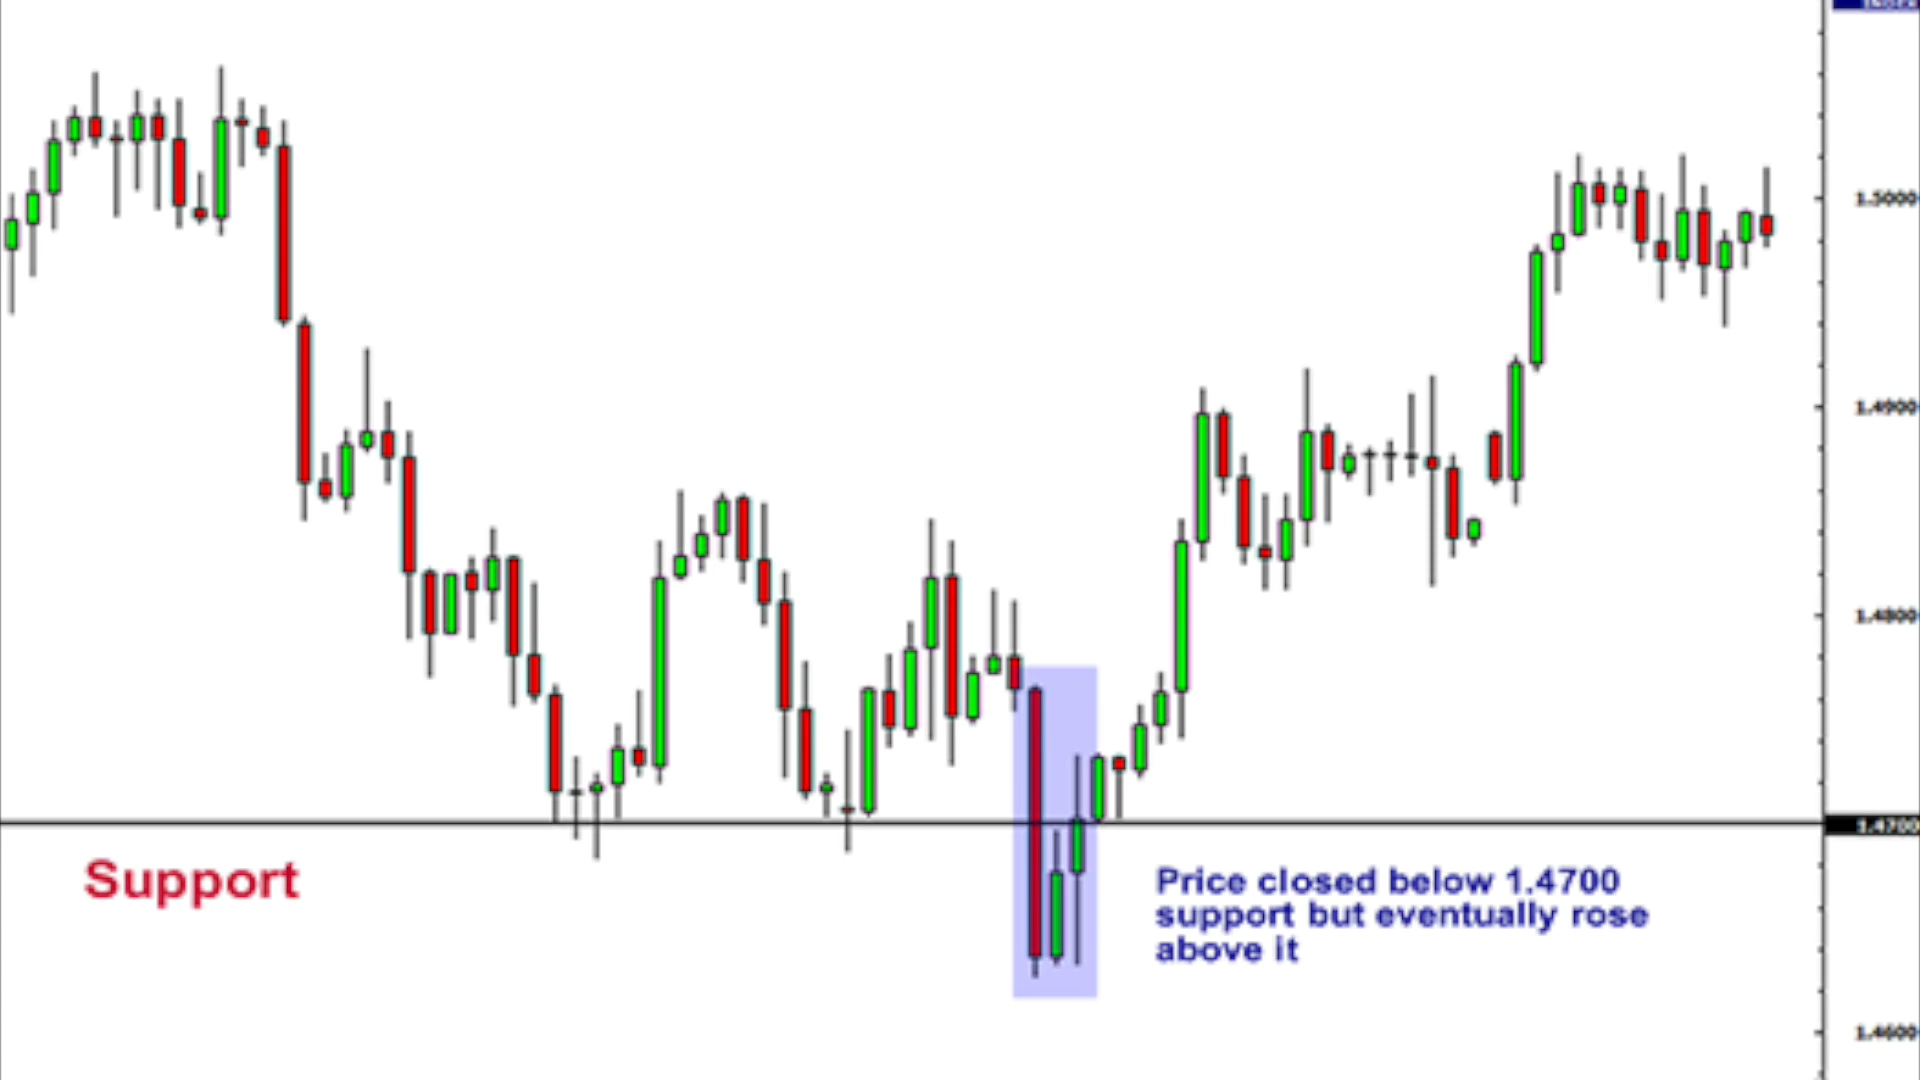 1.5000
1.4900
1.4800
1.4700
Support
Price closed below 1.4700
support but eventually rose
above it
1.4600